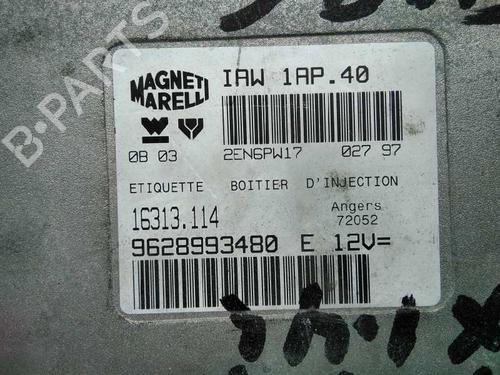 B-PARTS
MAGNETI
MARELLI
IAW 1AP.40
0B 03
2EN6PW17
027 97
ETIQUETTE BOITIER D'INJECTION
16313.114
Angers
72052
9628993480 E 12V=